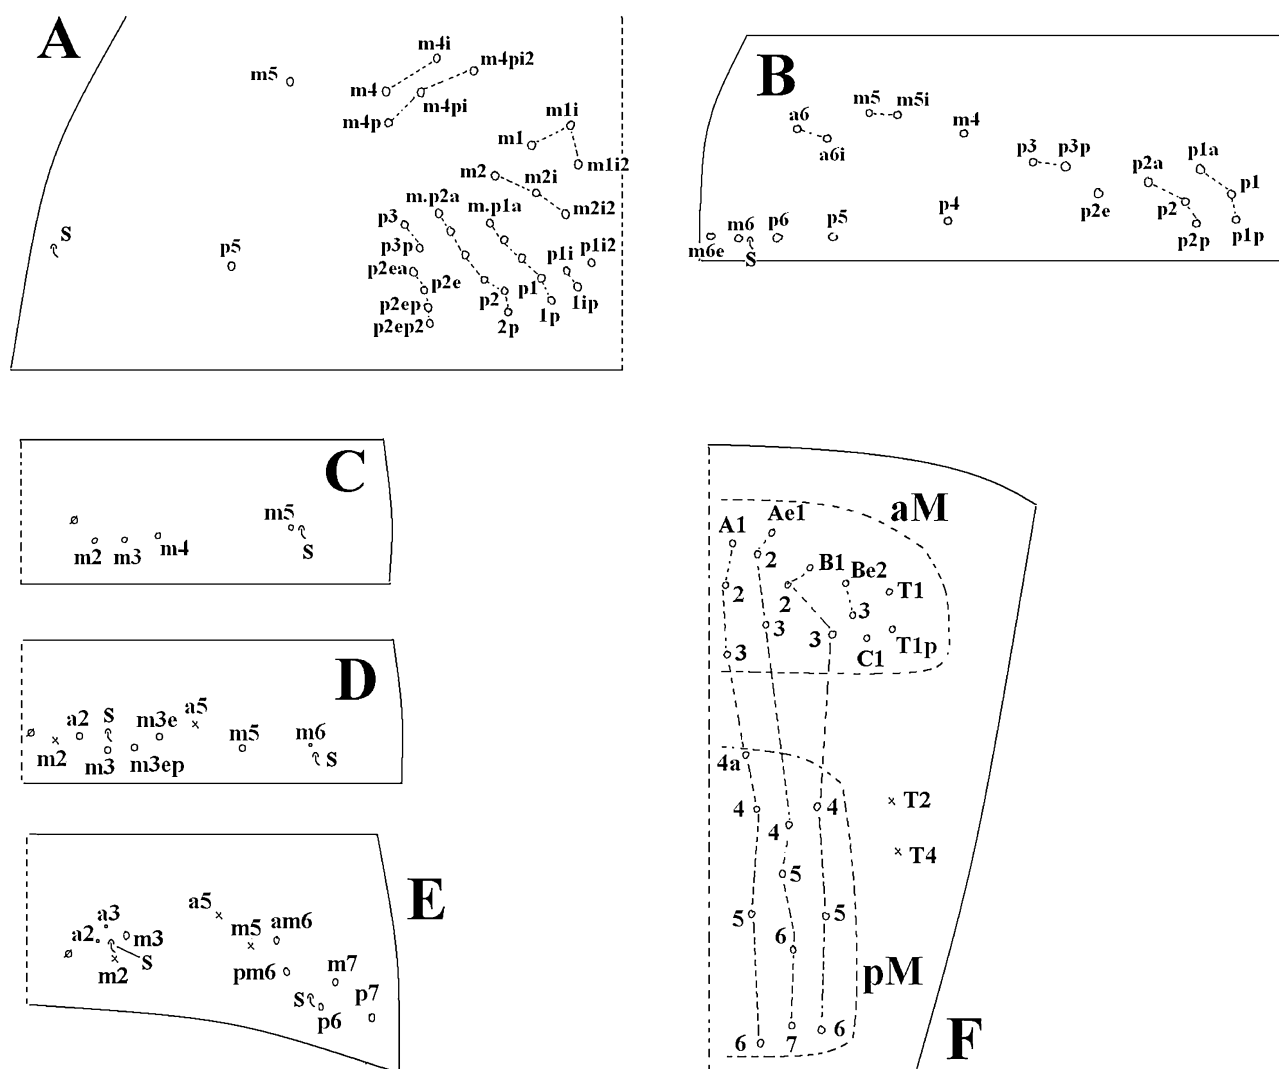 A
m4i
m4pi2
m5
m4
m4pi
m4p
m1i
m1
m1i2
m2
m2i
m2i2
m.p2a
m.p1a
p3
p3p
S
p5
p2ea
p2e
p1i
p1i2
p2ep
p2
p1
1ip
p2ep2
2p
1p
B
m5
m5i
m4
a6
a6i
p3
p3p
p2a
p1a
p1
p2e
p2
p4
p5
p6
m6
m6e
S
p2p
p1p
C
m5
m2
m3
m4
S
D
a2
S
m3e
a5
m2
m3
m3ep
m5
m6
S
E
a5
a3
a2
m3
S
m2
m5
am6
pm6
m7
S
p6
p7
aM
A1
Ae1
2
B1
Be2
T1
2
2
3
3
3
3
C1
T1p
4a
4
4
4
T2
T4
5
5
5
6
pM
6
7
6
F